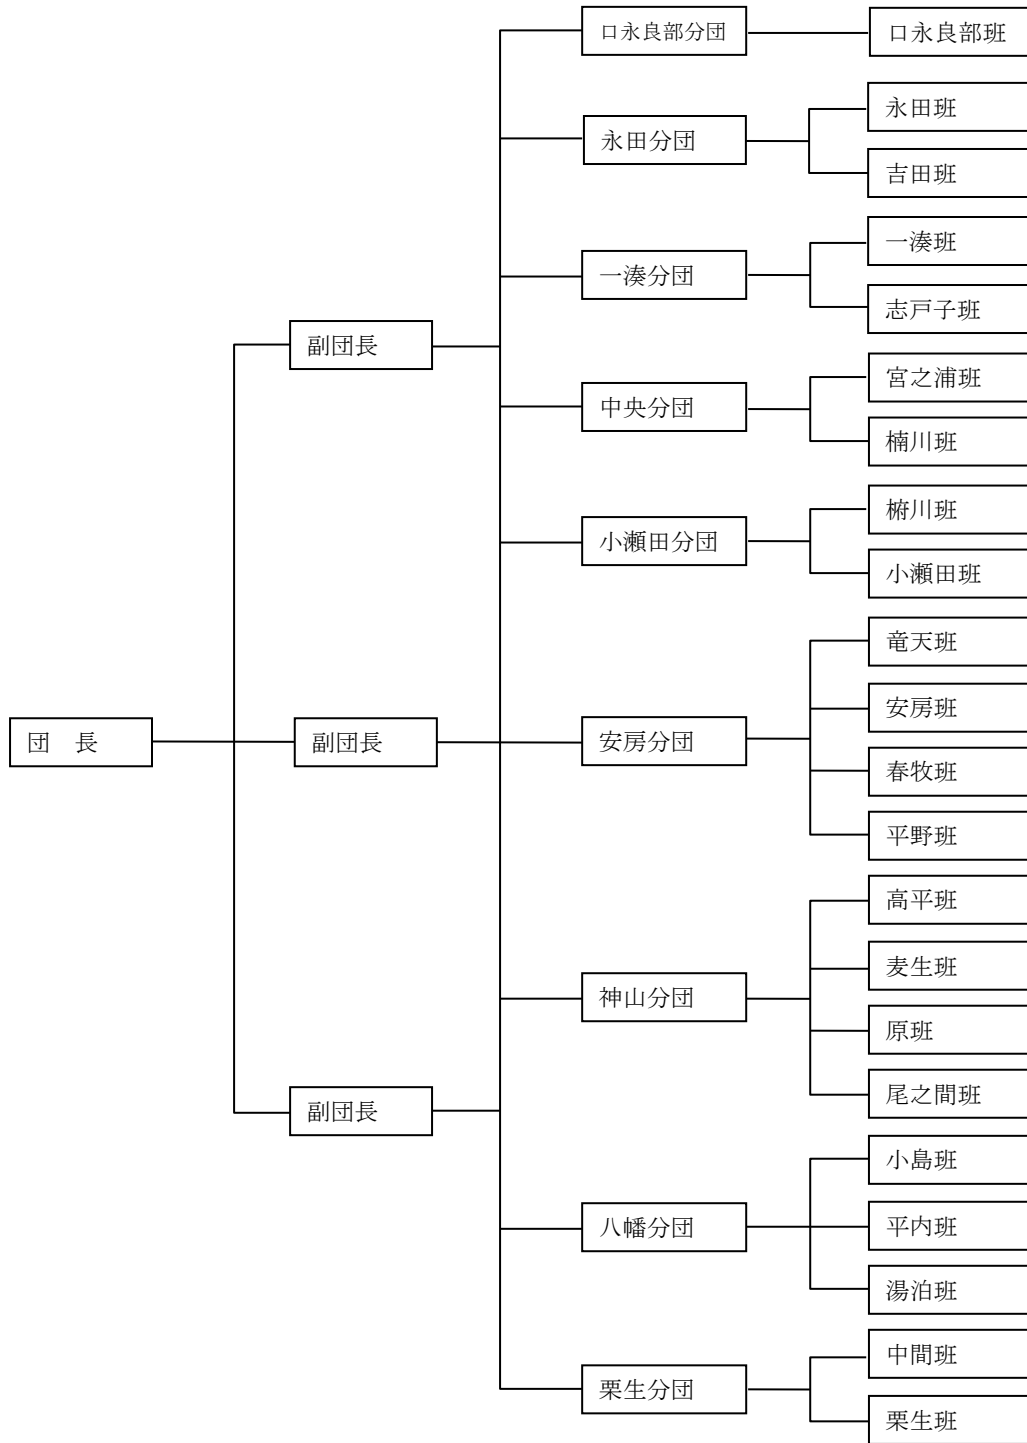 団　長
副団長
副団長
副団長
口永良部分団
永田分団
一湊分団
中央分団
小瀬田分団
安房分団
神山分団
八幡分団
栗生分団
口永良部班
永田班
吉田班
一湊班
志戸子班
宮之浦班
楠川班
椨川班
小瀬田班
竜天班
安房班
春牧班
平野班
高平班
麦生班
原班
尾之間班
小島班
平内班
湯泊班
中間班
栗生班